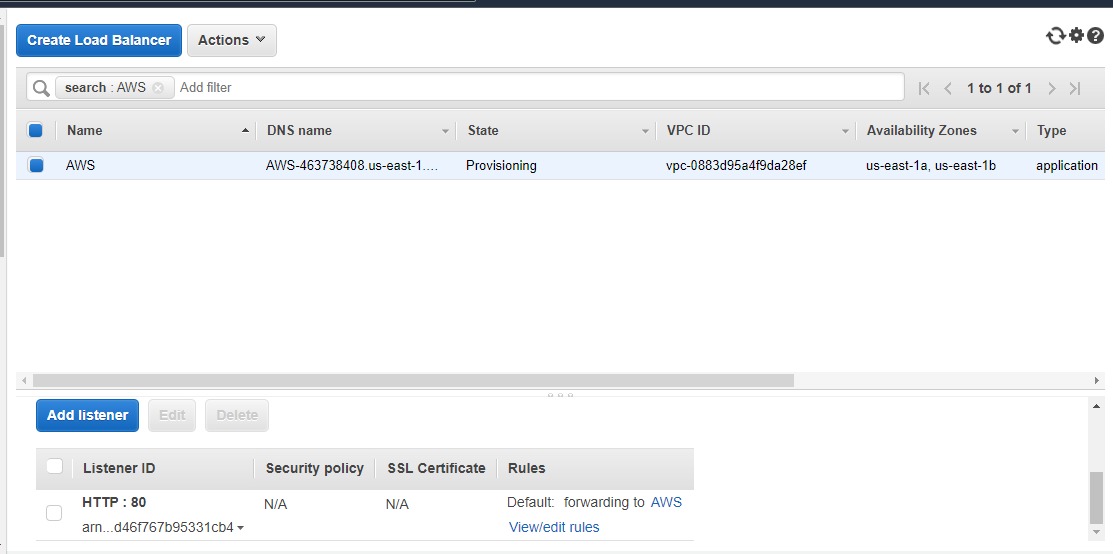 Create Load Balancer Actions
search : AWS Add filter 1 to 1 of 1
Name DNS name State VPC ID Availability Zones Type
AWS AWS-463738408.us-east-1.... Provisioning vpc-0883d95a4f9da28ef us-east-1a, us-east-1b application
Add listener Edit Delete
Listener ID Security policy SSL Certificate Rules
HTTP : 80 N/A N/A Default: forwarding to AWS
arn...d46f767b95331cb4 View/edit rules